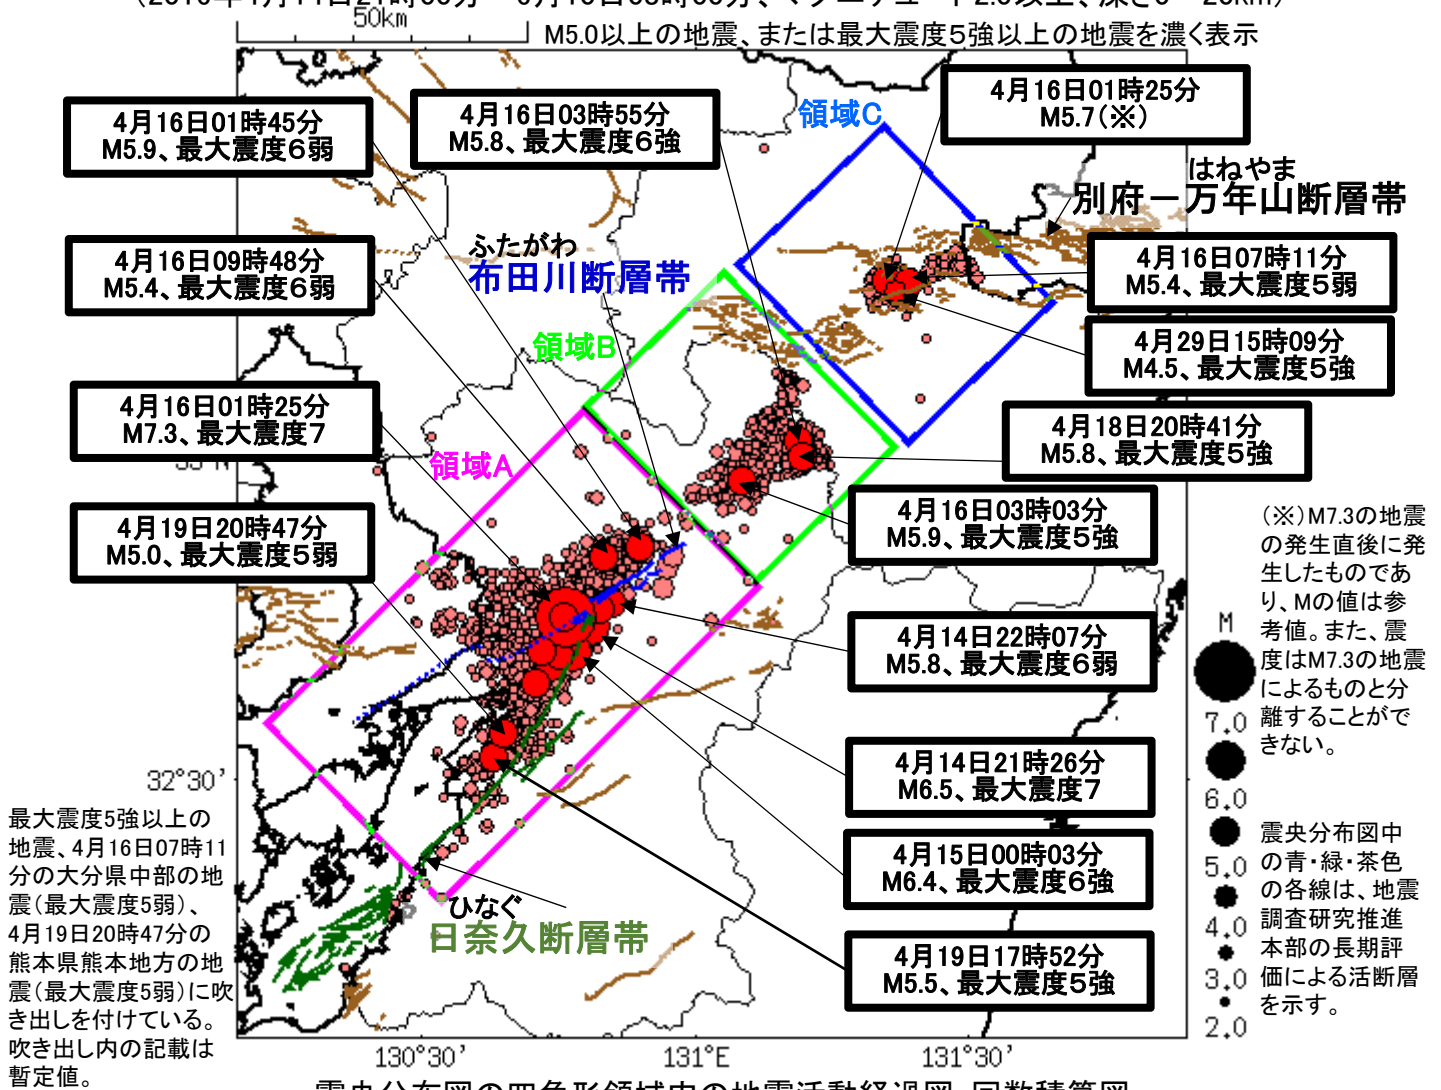 50km
M5.0以上の地震、または最大震度5強以上の地震を濃く表示
4月16日01時45分
M5.9、最大震度6弱
4月16日03時55分
M5.8、最大震度6強
領域C
4月16日01時25分
M5.7(※)
はねやま
別府－万年山断層帯
4月16日09時48分
M5.4、最大震度6弱
ふたがわ
布田川断層帯
4月16日07時11分
M5.4、最大震度5弱
領域B
4月29日15時09分
M4.5、最大震度5強
4月16日01時25分
M7.3、最大震度7
領域A
4月18日20時41分
M5.8、最大震度5強
4月19日20時47分
M5.0、最大震度5弱
4月16日03時03分
M5.9、最大震度5強
(※)M7.3の地震
の発生直後に発
生したものであ
り、Mの値は参
考値。また、震
度はM7.3の地震
によるものと分
離することがで
きない。
4月14日22時07分
M5.8、最大震度6弱
4月14日21時26分
M6.5、最大震度7
4月15日00時03分
M6.4、最大震度6強
4月19日17時52分
M5.5、最大震度5強
M
7.0
6.0
5.0
4.0
3.0
2.0
震央分布図中
の青・緑・茶色
の各線は、地震
調査研究推進
本部の長期評
価による活断層
を示す。
32°30'
最大震度5強以上の
地震、4月16日07時11
分の大分県中部の地
震(最大震度5弱)、
4月19日20時47分の
熊本県熊本地方の地
震(最大震度5弱)に吹
き出しを付けている。
吹き出し内の記載は
暫定値。
ひなぐ
日奈久断層帯
130°30'
131°E
131°30'
震央分布図の四角形領域内の地震活動経過図、回数積算図